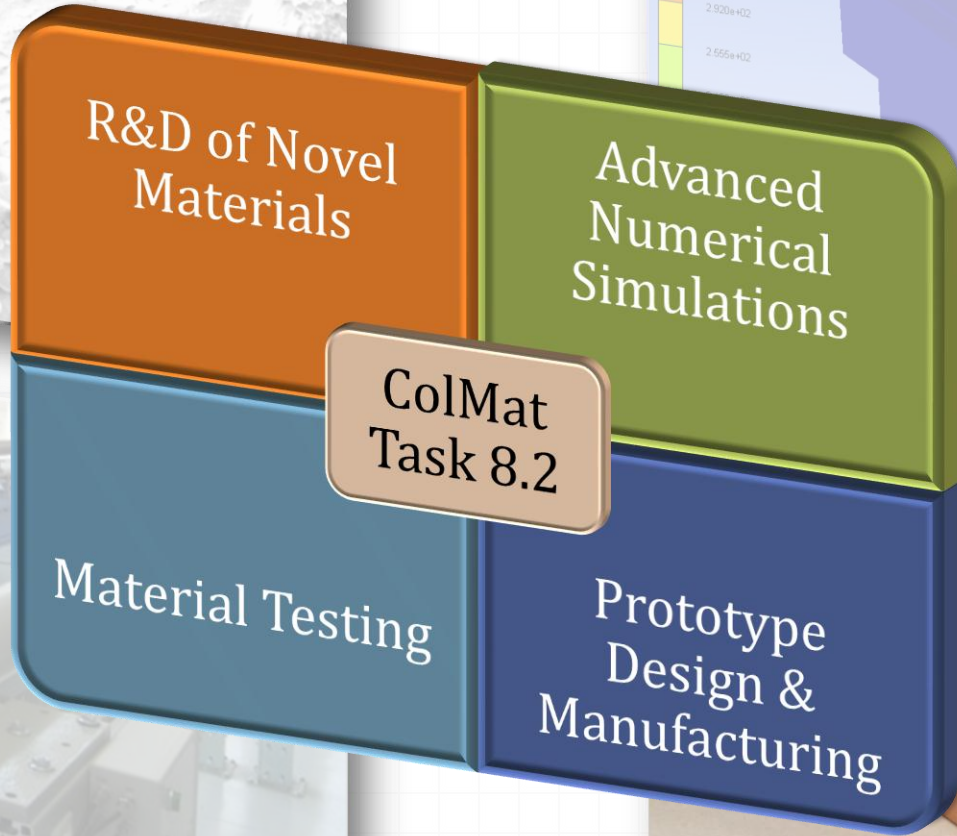 2.920e+02
2.555e+02
R&D of Novel
Materials
Advanced
Numerical
Simulations
ColMat
Task 8.2
Material Testing
Prototype
Design &
Manufacturing